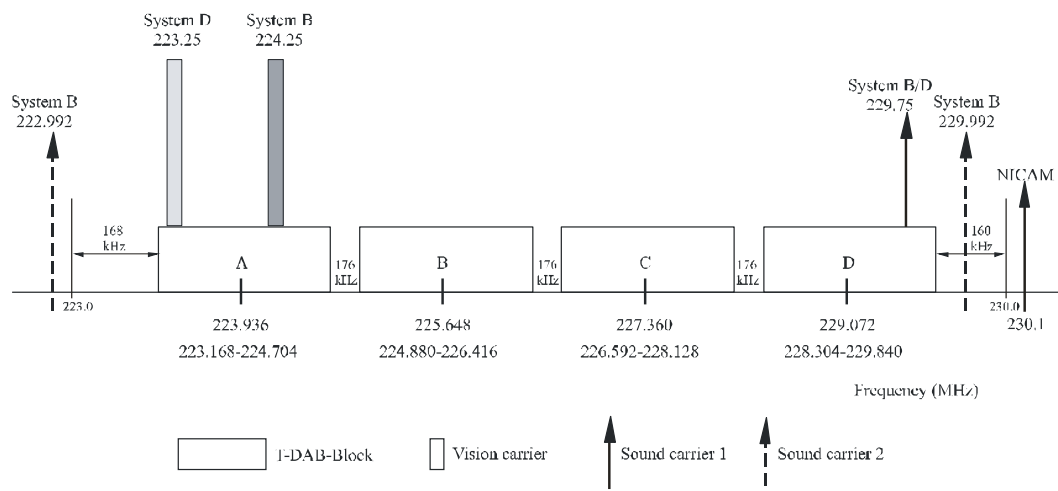 System D
223.25
System B
224.25
System B
222.992
System B/D
229.75
System B
229.992
NICAM
168
kHz
A
176
kHz
B
176
kHz
C
176
kHz
D
160
kHz
223.0
230.0
223.936
225.648
227.360
229.072
230.1
223.168-224.704
224.880-226.416
226.592-228.128
228.304-229.840
Frequency (MHz)
T-DAB-Block
Vision carrier
Sound carrier 1
Sound carrier 2